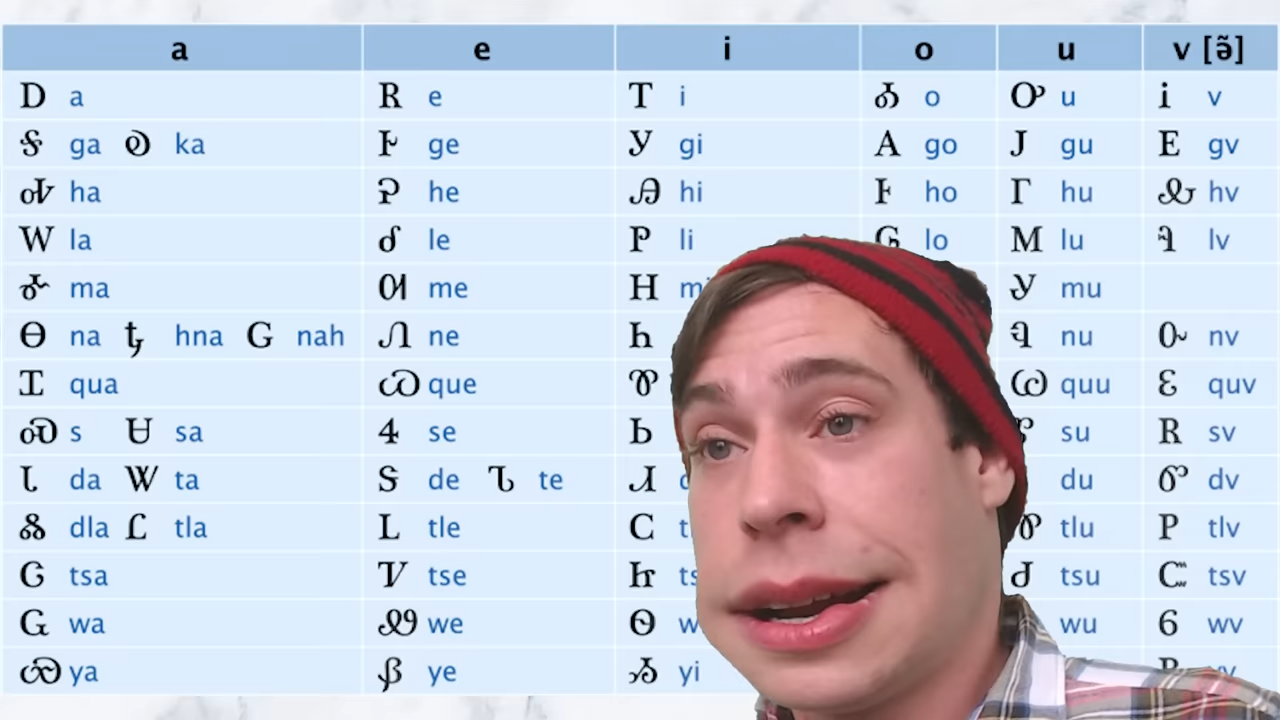 a e i o u v [ə̃]
Ꭰ a Ꭱ e Ꭲ i Ꭳ o Ꭴ u Ꭵ v
Ꭶ ga Ꭷ ka Ꭸ ge Ꭹ gi Ꭺ go Ꭻ gu Ꭼ gv
Ꭽ ha Ꭾ he Ꭿ hi Ꮀ ho Ꮁ hu Ꮂ hv
Ꮃ la Ꮄ le Ꮅ li Ꮆ lo Ꮇ lu Ꮈ lv
Ꮉ ma Ꮊ me Ꮋ Ꮍ mu
Ꮎ na Ꮏ hna Ꮐ nah Ꮑ ne Ꮒ Ꮔ nu Ꮕ nv
Ꮖ qua Ꮗ que Ꮘ Ꮚ quu Ꮛ quv
Ꮝ s Ꮜ sa Ꮞ se Ꮟ su Ꮢ sv
Ꮣ da Ꮤ ta Ꮥ de Ꮦ te Ꮧ du Ꮫ dv
Ꮬ dla Ꮭ tla Ꮮ tle Ꮯ Ꮱ tlu Ꮲ tlv
Ꮳ tsa Ꮴ tse Ꮵ Ꮷ tsu Ꮸ tsv
Ꮹ wa Ꮺ we Ꮻ wu Ꮾ wv
Ꮿ ya Ᏸ ye Ᏹ yi